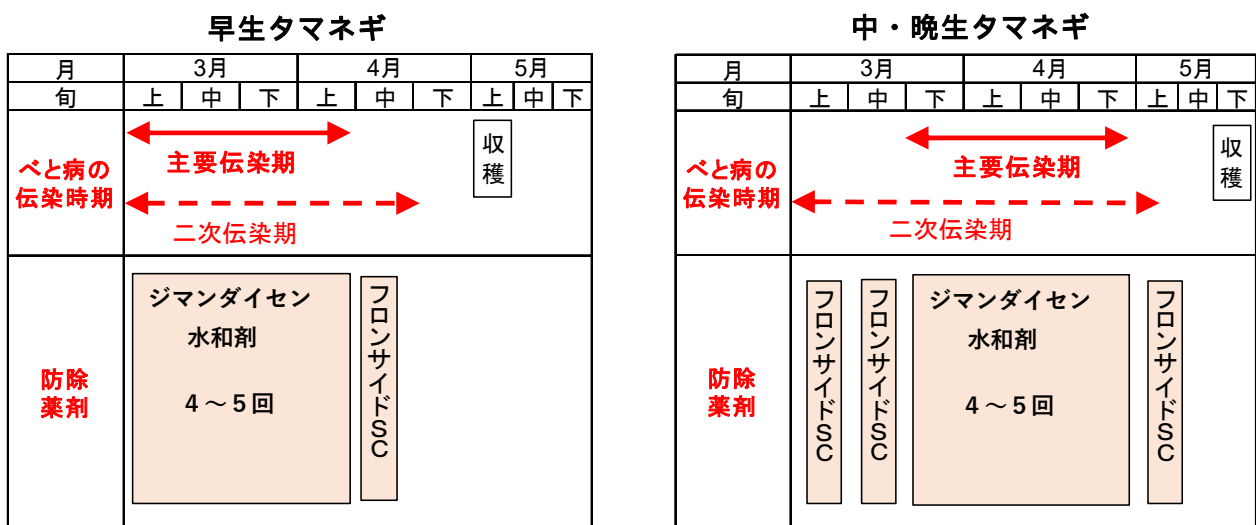 早生タマネギ
月 3月 4月 5月
旬 上 中 下 上 中 下 上 中 下
べと病の
伝染時期
主要伝染期
二次伝染期
収穫
防除
薬剤
ジマンダイセン
水和剤
4～5回
フロンサイドSC
中・晩生タマネギ
月 3月 4月 5月
旬 上 中 下 上 中 下 上 中 下
べと病の
伝染時期
主要伝染期
二次伝染期
収穫
防除
薬剤
フロンサイドSC
フロンサイドSC
ジマンダイセン
水和剤
4～5回
フロンサイドSC